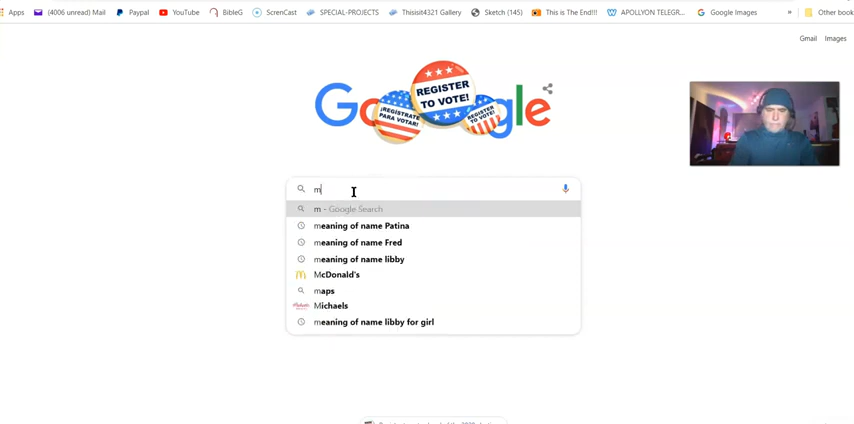 Apps (4006 unread) Mail Paypal YouTube BibleG ScrenCast SPECIAL-PROJECTS Thisisit4321 Gallery Sketch (145) This is The End!!! APOLLYON TELEGR... Google Images » Other book
Gmail Images
Google
REGISTER TO VOTE!
¡REGÍSTRATE PARA VOTAR!
REGISTER TO VOTE!
m
m - Google Search
meaning of name Patina
meaning of name Fred
meaning of name libby
McDonald's
maps
Michaels
meaning of name libby for girl